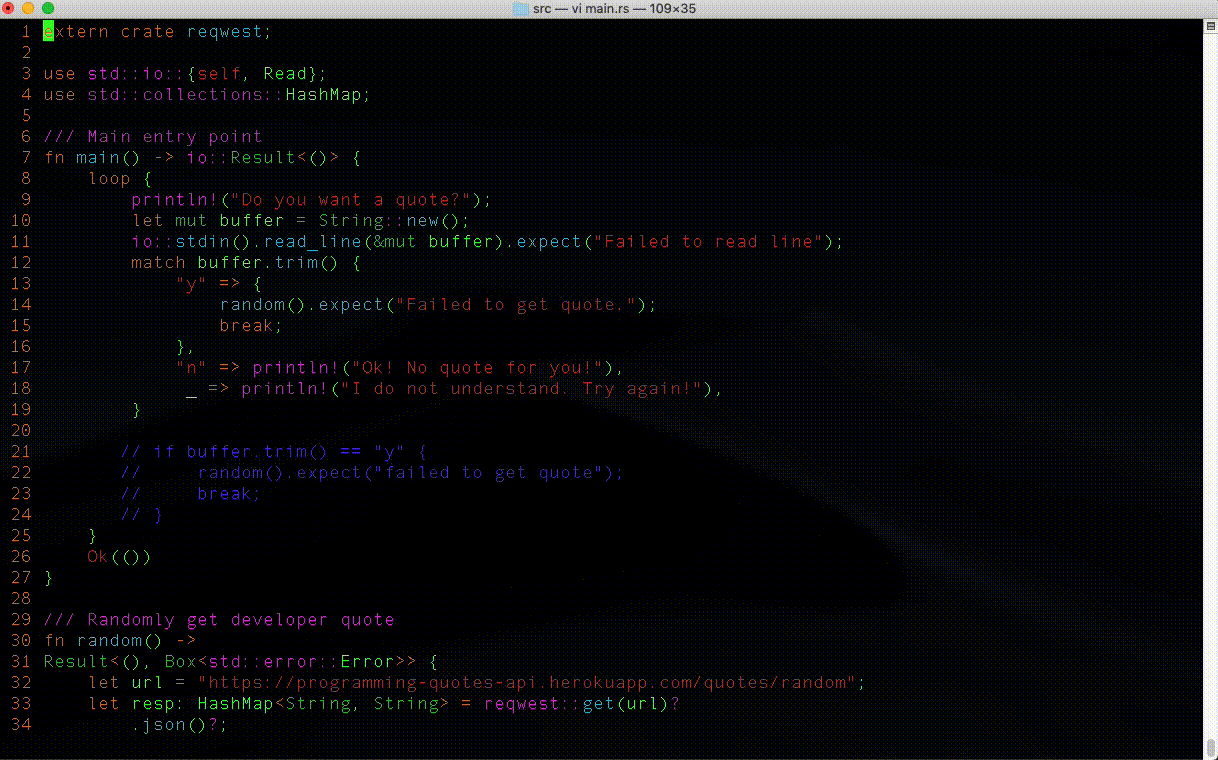 src — vi main.rs — 109×35
1 extern crate reqwest;
2
3 use std::io::{self, Read};
4 use std::collections::HashMap;
5
6 /// Main entry point
7 fn main() -> io::Result<()> {
8     loop {
9         println!("Do you want a quote?");
10         let mut buffer = String::new();
11         io::stdin().read_line(&mut buffer).expect("Failed to read line");
12         match buffer.trim() {
13             "y" => {
14                 random().expect("Failed to get quote.");
15                 break;
16             },
17             "n" => println!("Ok! No quote for you!"),
18              _ => println!("I do not understand. Try again!"),
19         }
20
21        // if buffer.trim() == "y" {
22        //     random().expect("failed to get quote");
23        //     break;
24        // }
25     }
26     Ok(())
27 }
28
29 /// Randomly get developer quote
30 fn random() ->
31 Result<(), Box<std::error::Error>> {
32     let url = "https://programming-quotes-api.herokuapp.com/quotes/random";
33     let resp: HashMap<String, String> = reqwest::get(url)?
34         .json()?;